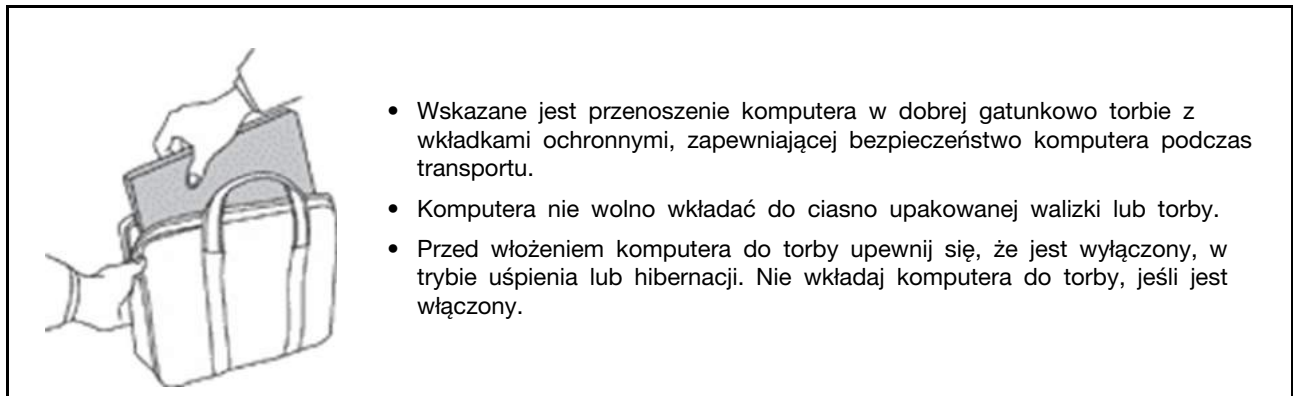 • Wskazane jest przenoszenie komputera w dobrej gatunkowo torbie z
wkładkami ochronnymi, zapewniającej bezpieczeństwo komputera podczas
transportu.
• Komputera nie wolno wkładać do ciasno upakowanej walizki lub torby.
• Przed włożeniem komputera do torby upewnij się, że jest wyłączony, w
trybie uśpienia lub hibernacji. Nie wkładaj komputera do torby, jeśli jest
włączony.